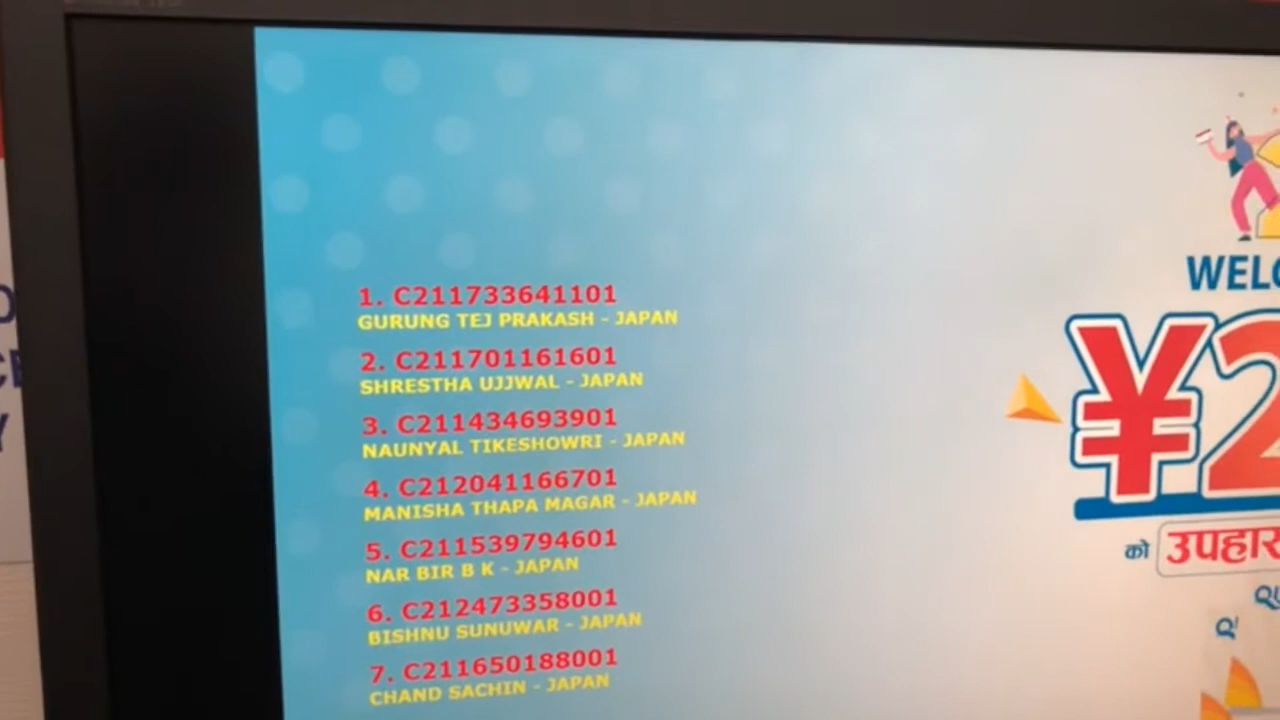 1. C211733641101
GURUNG TEJ PRAKASH - JAPAN
2. C211701161601
SHRESTHA UJJWAL - JAPAN
3. C211434693901
NAUNYAL TIKESHOWRI - JAPAN
4. C212041166701
MANISHA THAPA MAGAR - JAPAN
5. C211539794601
NAR BIR B K - JAPAN
6. C212473358001
BISHNU SUNUWAR - JAPAN
7. C211650188001
CHAND SACHIN - JAPAN
¥2
को उपहार